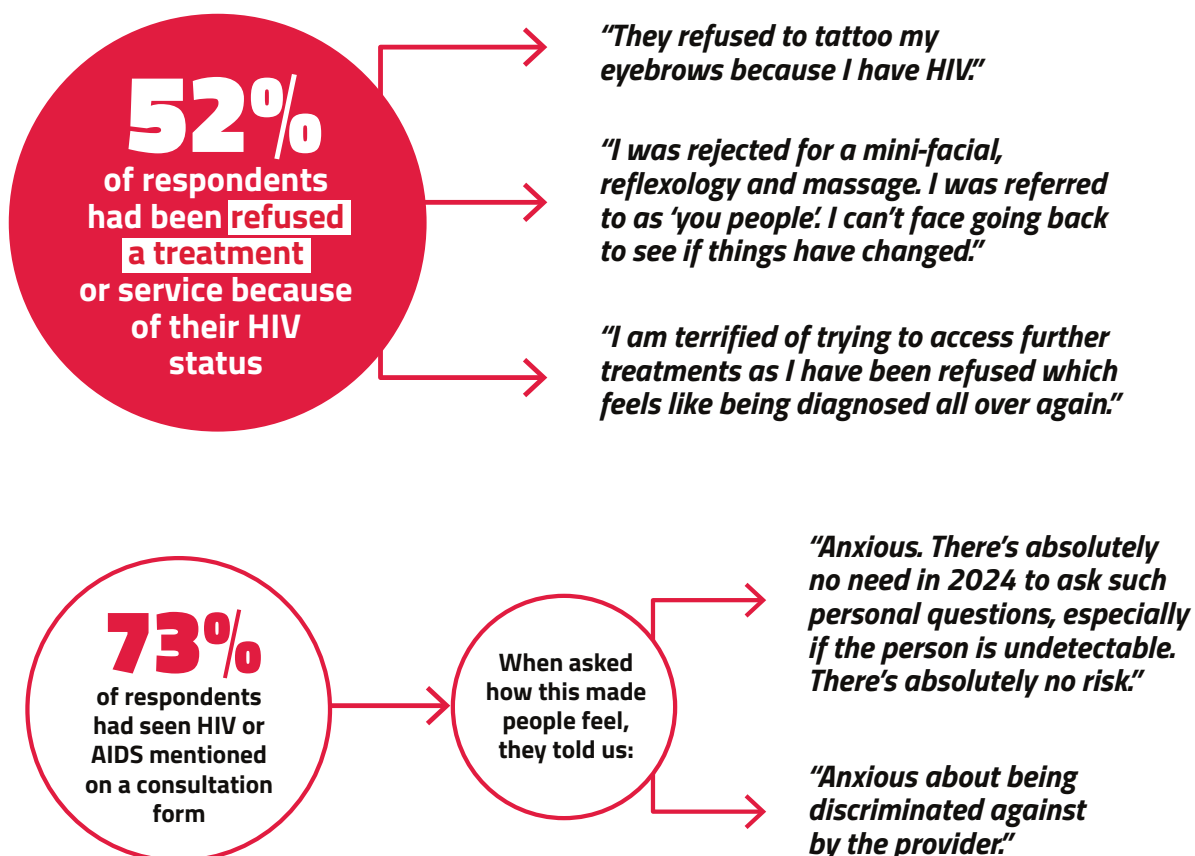 52%
of respondents
had been refused
a treatment
or service because
of their HIV
status
“They refused to tattoo my
eyebrows because I have HIV.”
“I was rejected for a mini-facial,
reflexology and massage. I was referred
to as ‘you people’. I can’t face going back
to see if things have changed.”
“I am terrified of trying to access further
treatments as I have been refused which
feels like being diagnosed all over again.”
73%
of respondents
had seen HIV or
AIDS mentioned
on a consultation
form
When asked
how this made
people feel,
they told us:
“Anxious. There’s absolutely
no need in 2024 to ask such
personal questions, especially
if the person is undetectable.
There’s absolutely no risk.”
“Anxious about being
discriminated against
by the provider.”